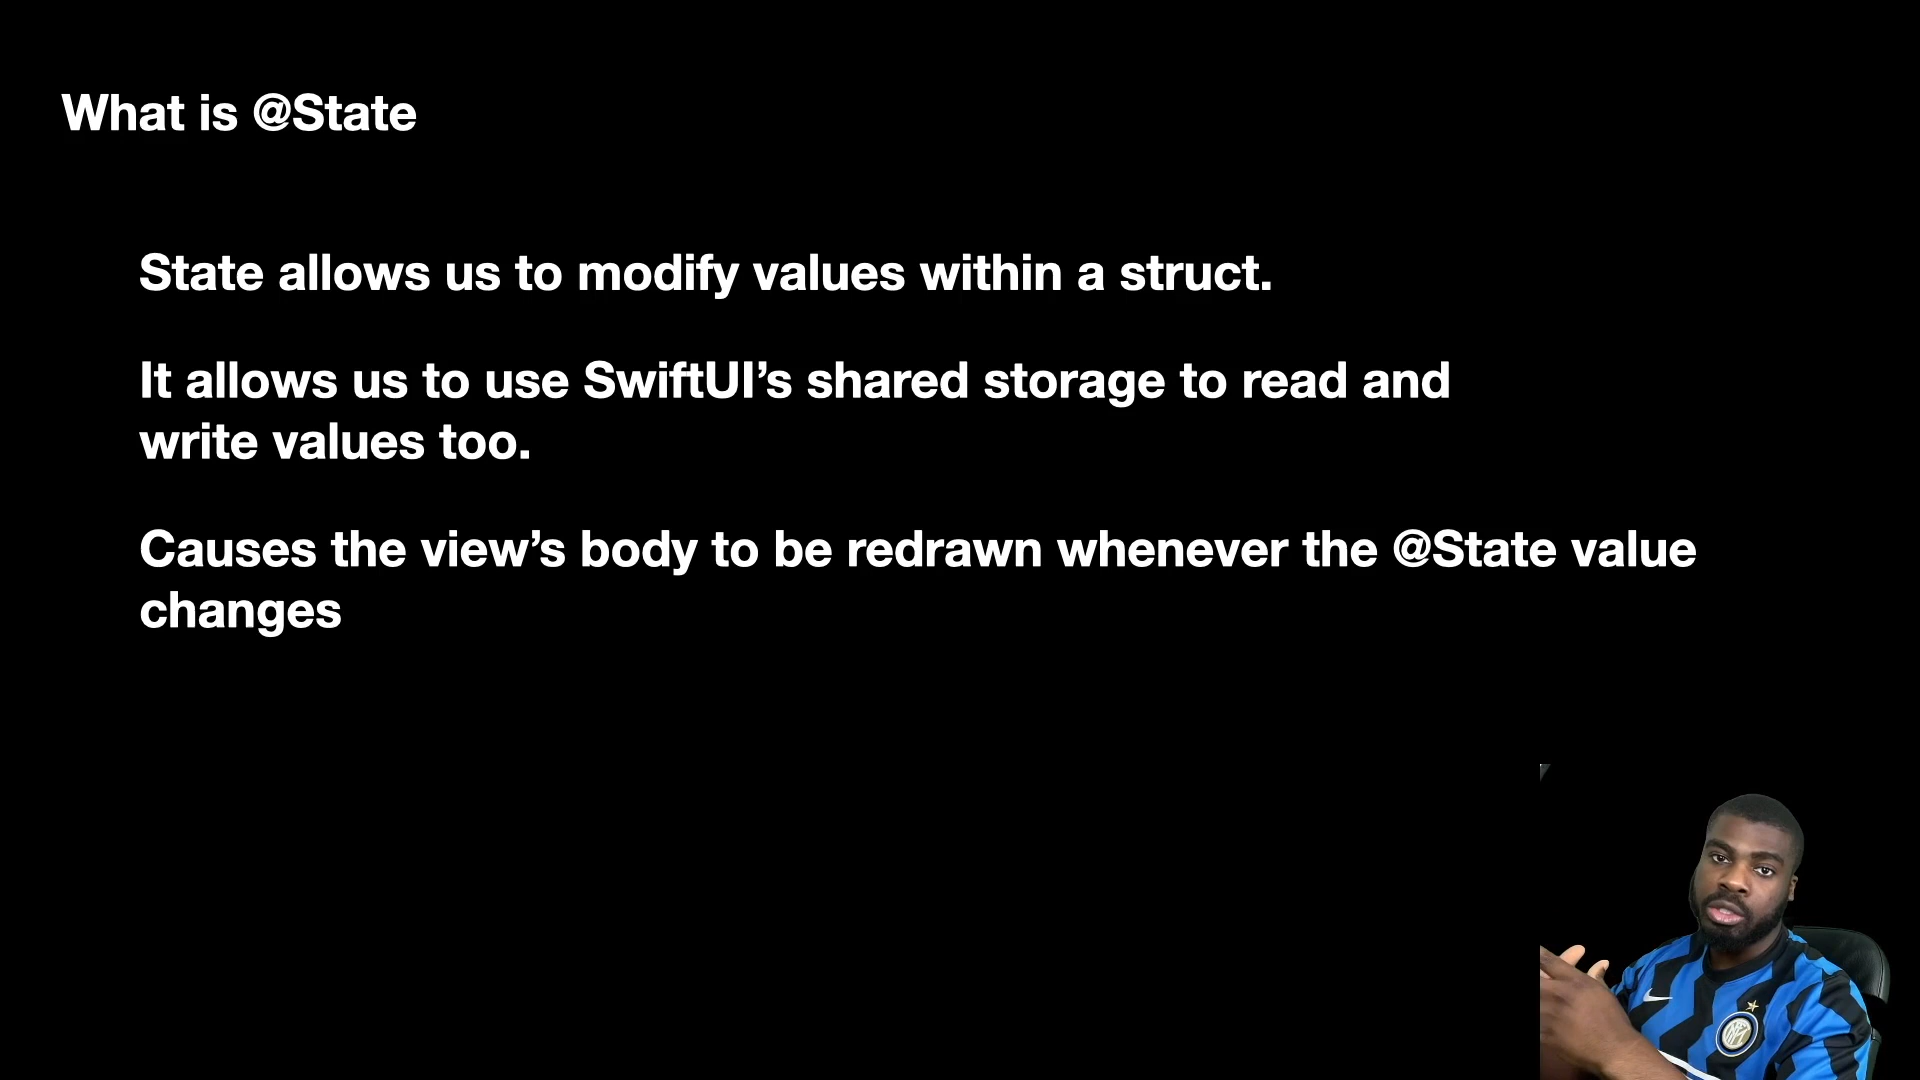 What is @State
State allows us to modify values within a struct.
It allows us to use SwiftUI’s shared storage to read and
write values too.
Causes the view’s body to be redrawn whenever the @State value
changes